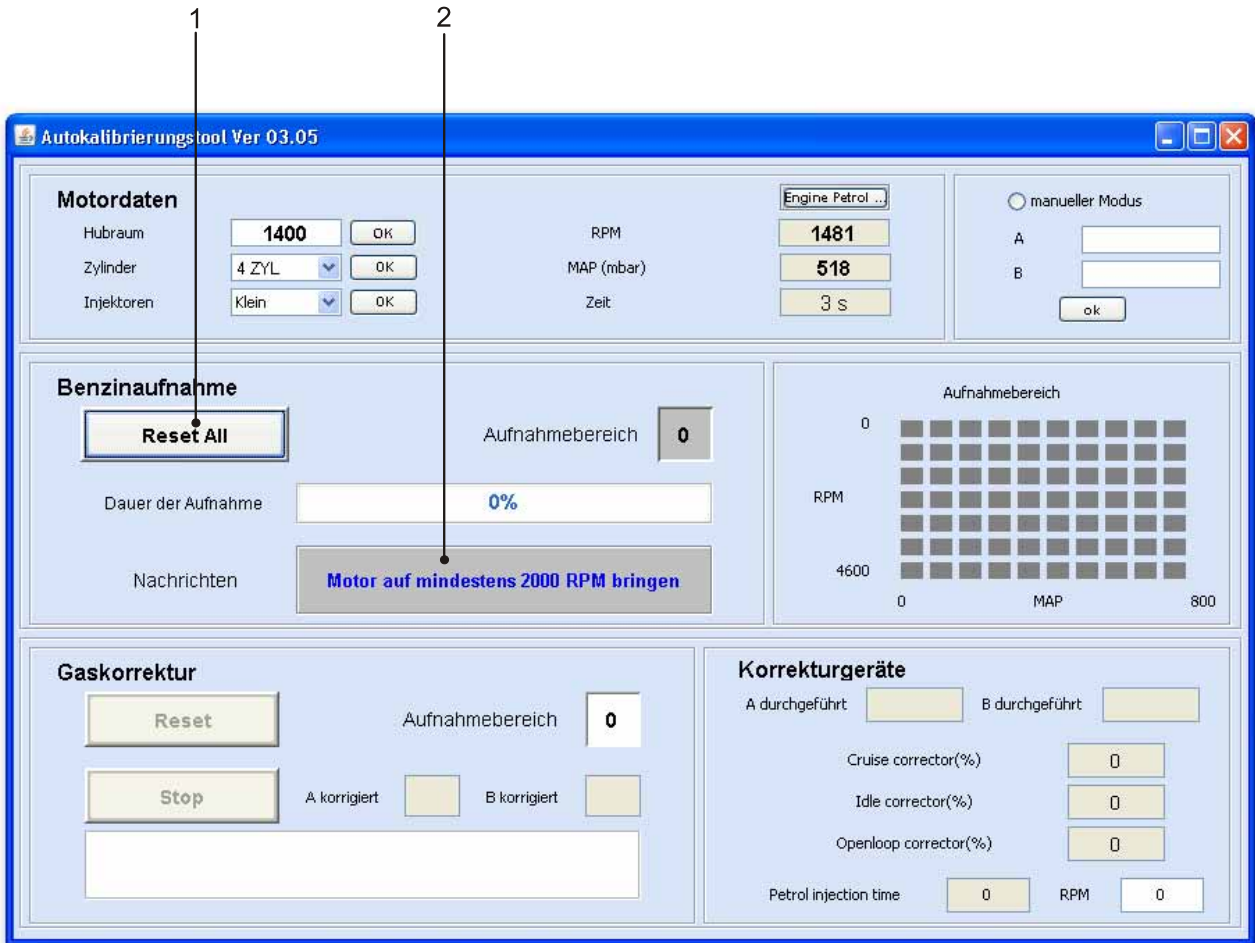 1 2
Autokalibrierungstool Ver 03.05
Motordaten
Hubraum 1400 OK
Zylinder 4 ZYL OK
Injektoren Klein OK
Engine Petrol ...
RPM 1481
MAP (mbar) 518
Zeit 3 s
manueller Modus
A
B
ok
Benzinaufnahme
Reset All Aufnahmebereich 0
Dauer der Aufnahme 0%
Nachrichten Motor auf mindestens 2000 RPM bringen
Aufnahmebereich
0
RPM
4600
0 MAP 800
Gaskorrektur
Reset Aufnahmebereich 0
Stop A korrigiert B korrigiert
Korrekturgeräte
A durchgeführt B durchgeführt
Cruise corrector(%) 0
Idle corrector(%) 0
Openloop corrector(%) 0
Petrol injection time 0 RPM 0